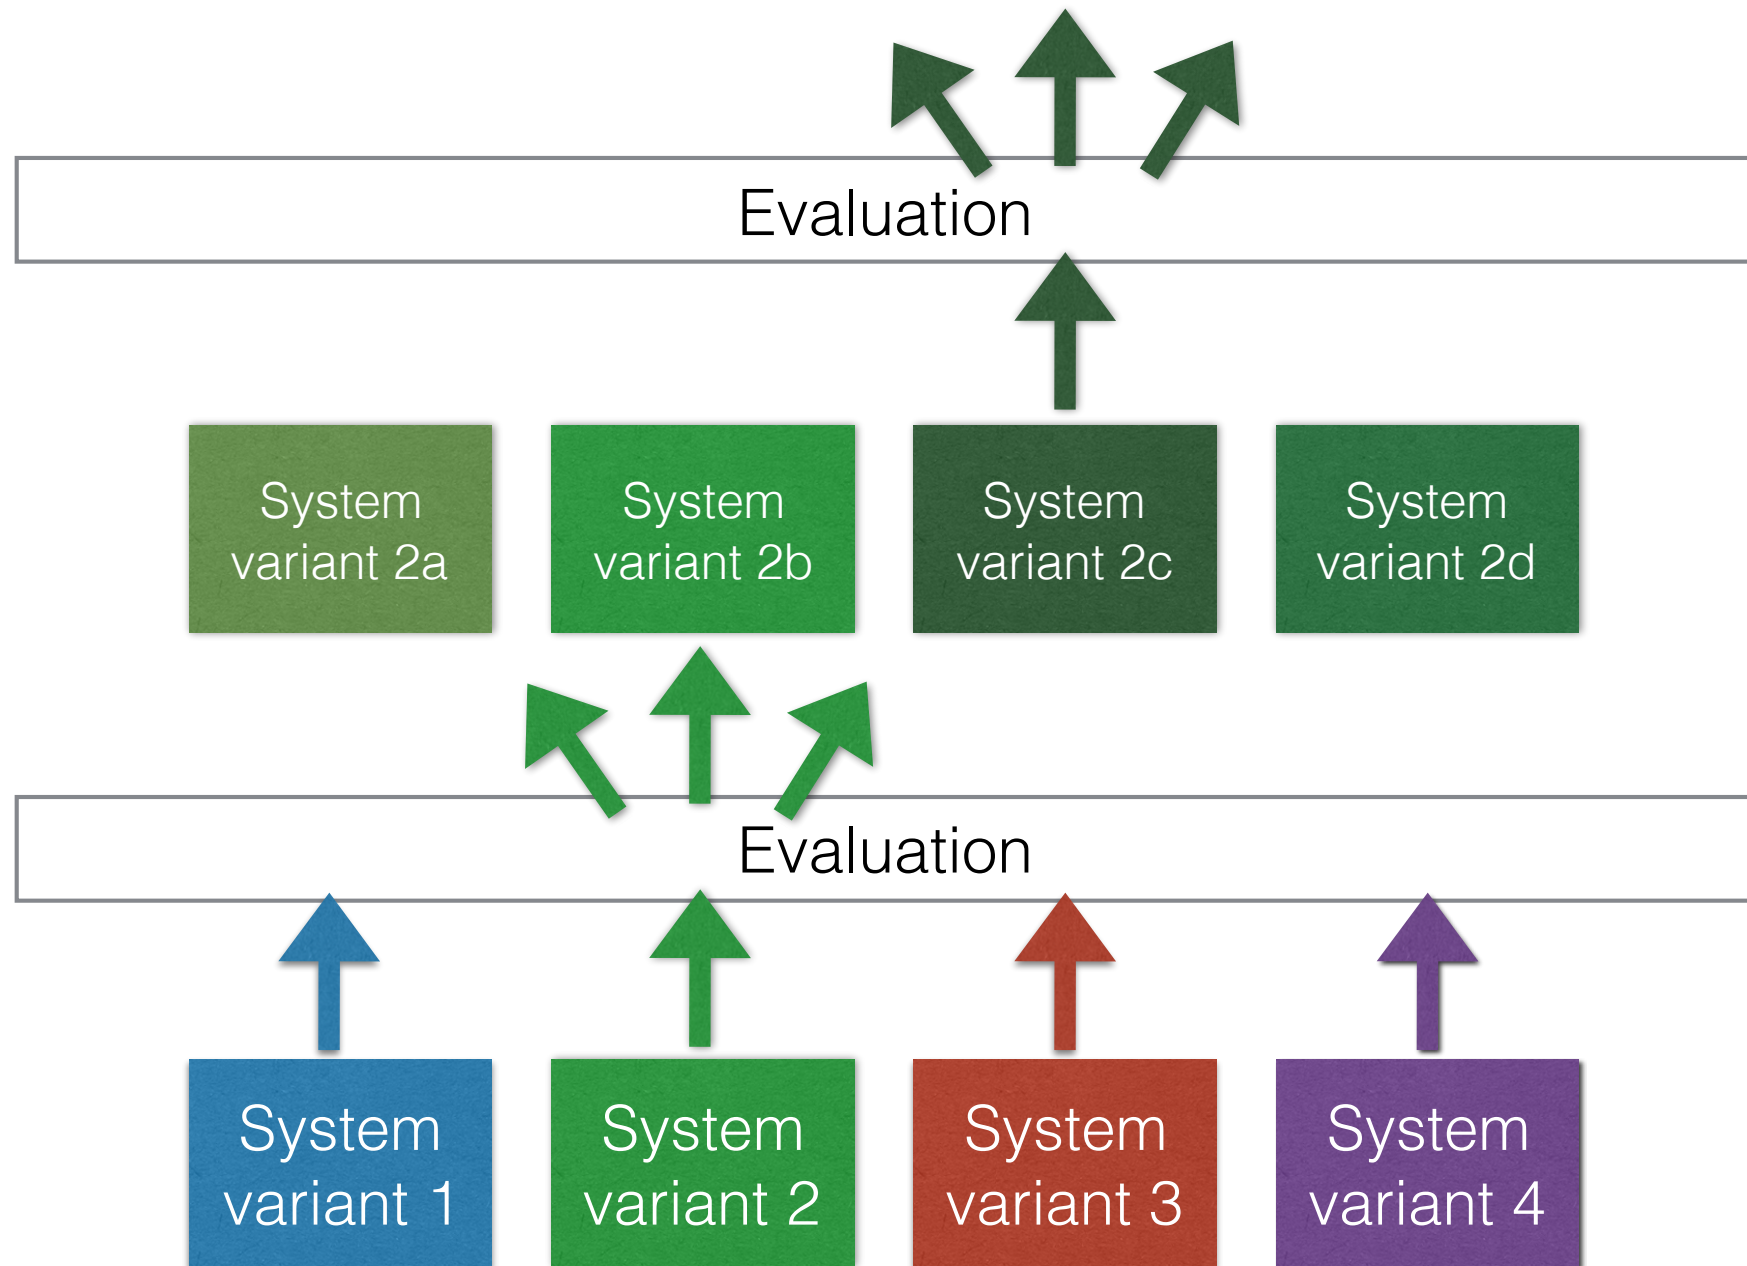 Evaluation
System
variant 2a
System
variant 2b
System
variant 2c
System
variant 2d
Evaluation
System
variant 1
System
variant 2
System
variant 3
System
variant 4